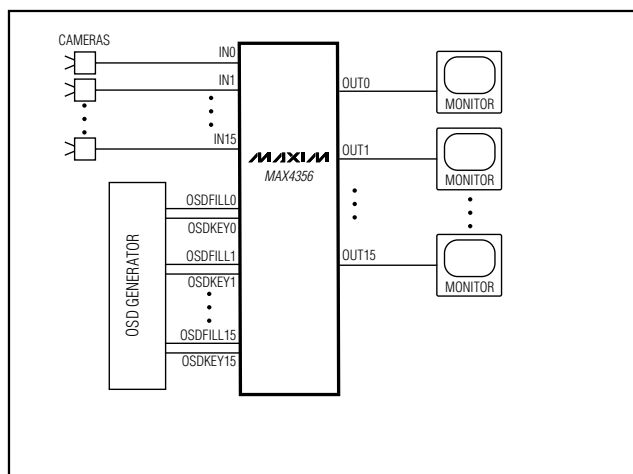 CAMERAS
IN0
IN1
IN15
OSDFILL0
OSDKEY0
OSDFILL1
OSDKEY1
OSDFILL15
OSDKEY15
OSD GENERATOR
MAXIM
MAX4356
OUT0
OUT1
OUT15
MONITOR
MONITOR
MONITOR